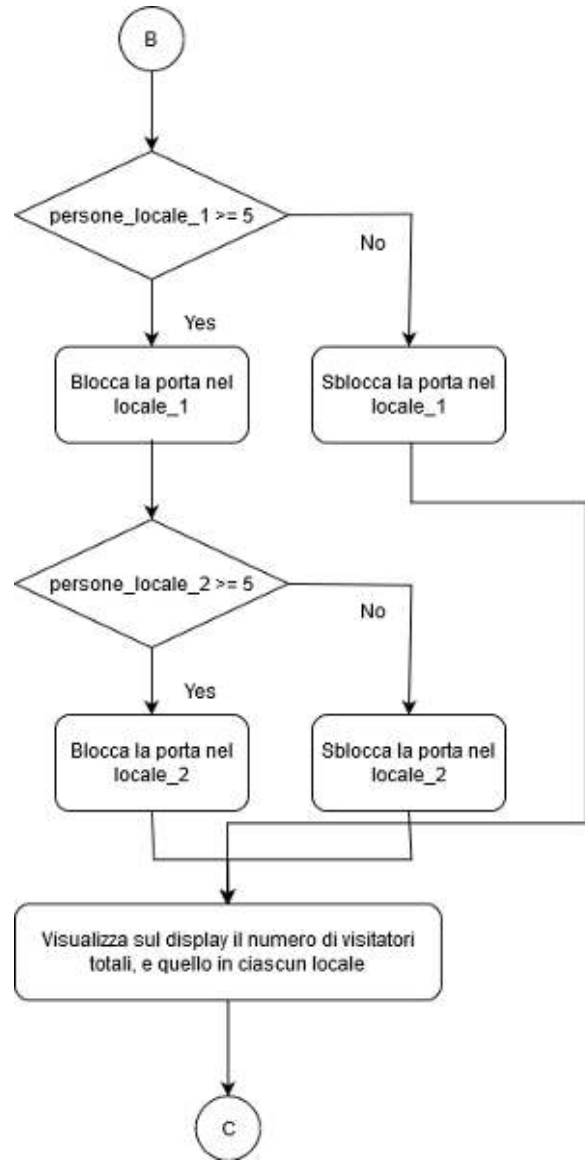 B
persone_locale_1 >= 5
No
Yes
Blocca la porta nel
locale_1
Sblocca la porta nel
locale_1
persone_locale_2 >= 5
No
Yes
Blocca la porta nel
locale_2
Sblocca la porta nel
locale_2
Visualizza sul display il numero di visitatori
totali, e quello in ciascun locale
C